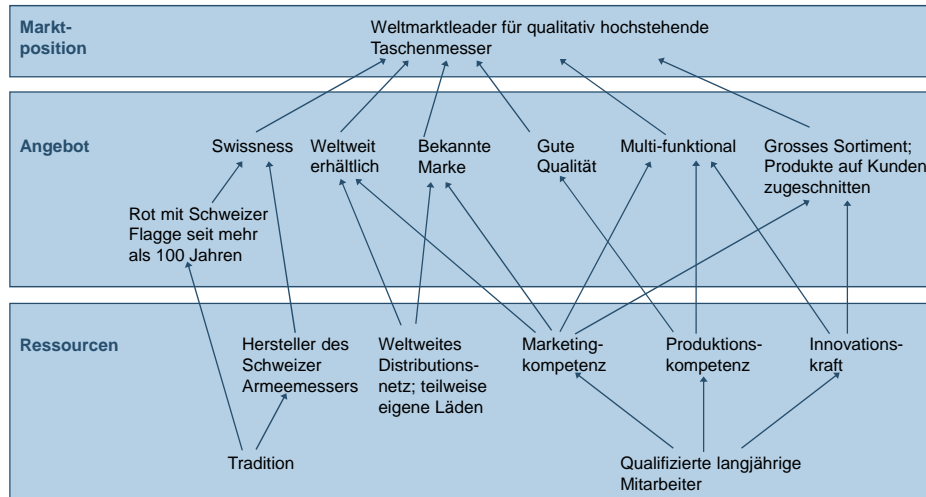 Markt-
position
Weltmarktleader für qualitativ hochstehende
Taschenmesser
Angebot
Swissness
Weltweit
erhältlich
Bekannte
Marke
Gute
Qualität
Multi-funktional
Grosses Sortiment;
Produkte auf Kunden
zugeschnitten
Rot mit Schweizer
Flagge seit mehr
als 100 Jahren
Ressourcen
Hersteller des
Schweizer
Armeemessers
Weltweites
Distributions-
netz; teilweise
eigene Läden
Marketing-
kompetenz
Produktions-
kompetenz
Innovations-
kraft
Tradition
Qualifizierte langjährige
Mitarbeiter